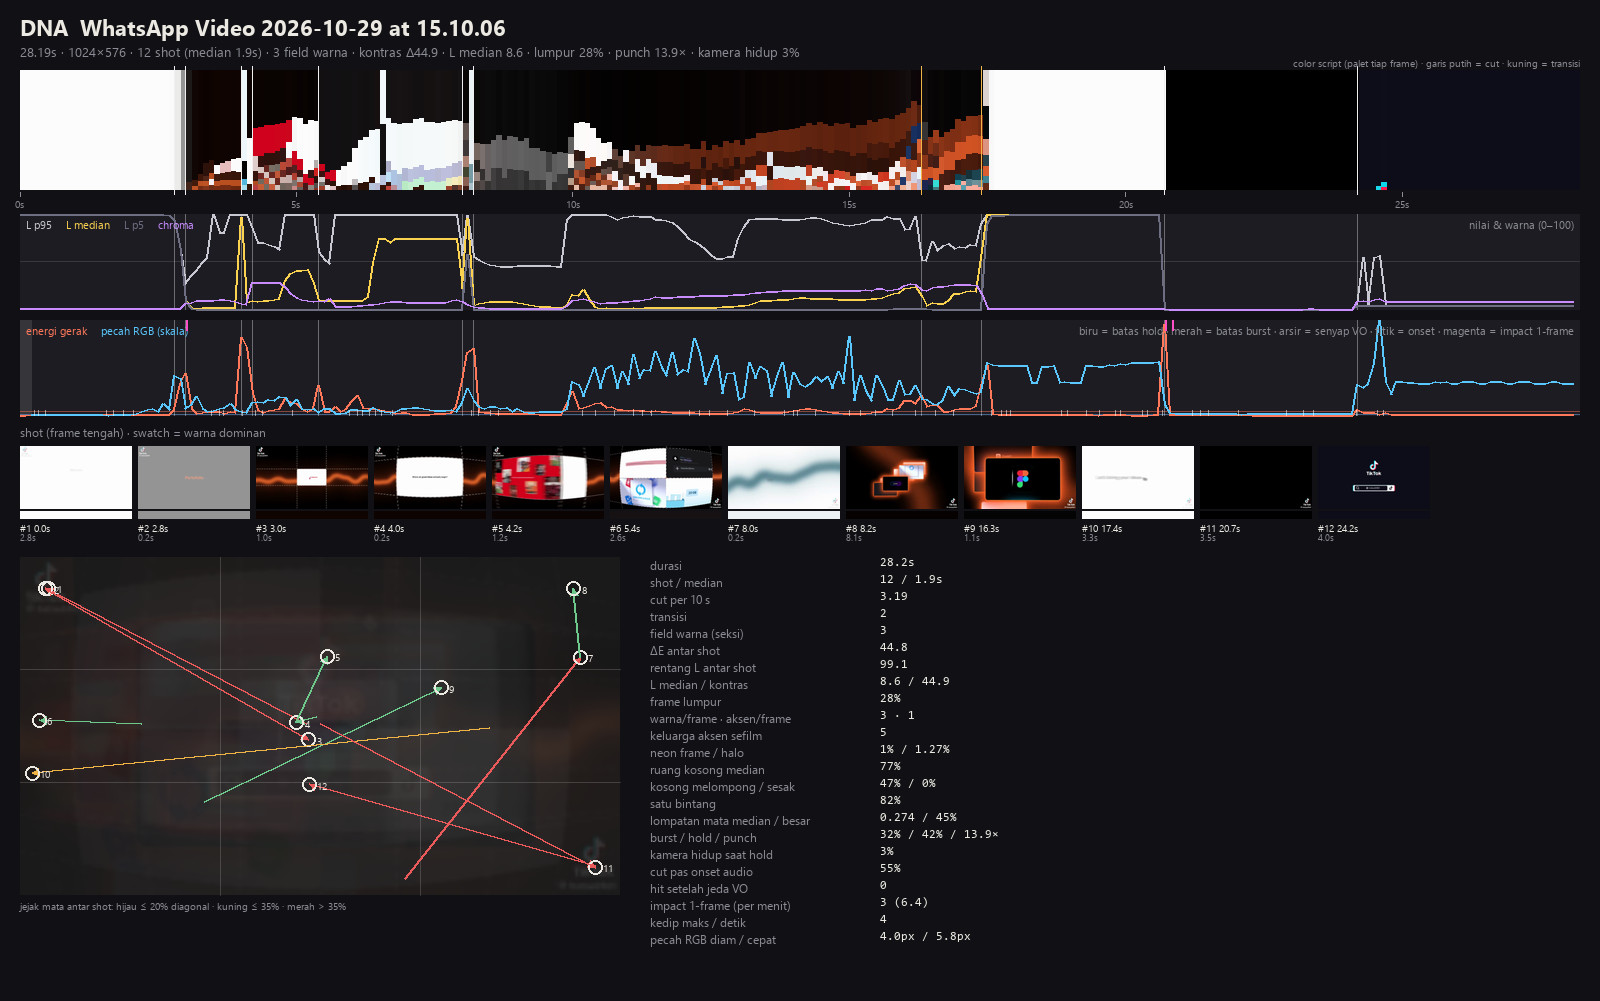 DNA WhatsApp Video 2026-10-29 at 15.10.06
28.19s · 1024×576 · 12 shot (median 1.9s) · 3 field warna · kontras Δ44.9 · L median 8.6 · lumpur 28% · punch 13.9× · kamera hidup 3%
color script (palet tiap frame) · garis putih = cut · kuning = transisi
0s 5s 10s 15s 20s 25s
L p95 L median L p5 chroma nilai & warna (0–100)
energi gerak pecah RGB (skala) biru = batas hold · merah = batas burst · arsir = senyap VO · titik = onset · magenta = impact 1-frame
shot (frame tengah) · swatch = warna dominan
TikTok
#1 0.0s #2 2.8s #3 3.0s #4 4.0s #5 4.2s #6 5.4s #7 8.0s #8 8.2s #9 16.3s #10 17.4s #11 20.7s #12 24.2s
2.8s 0.2s 1.0s 0.2s 1.2s 2.6s 0.2s 8.1s 1.1s 3.3s 3.5s 4.0s
durasi 28.2s
shot / median 12 / 1.9s
cut per 10 s 3.19
transisi 2
field warna (seksi) 3
ΔE antar shot 44.8
rentang L antar shot 99.1
L median / kontras 8.6 / 44.9
frame lumpur 28%
warna/frame · aksen/frame 3 · 1
keluarga aksen sefilm 5
neon frame / halo 1% / 1.27%
ruang kosong median 77%
kosong melompong / sesak 47% / 0%
satu bintang 82%
lompatan mata median / besar 0.274 / 45%
burst / hold / punch 32% / 42% / 13.9×
kamera hidup saat hold 3%
cut pas onset audio 55%
hit setelah jeda VO 0
impact 1-frame (per menit) 3 (6.4)
kedip maks / detik 4
pecah RGB diam / cepat 4.0px / 5.8px
8
5 7
9
6 4
3
10 12
11
jejak mata antar shot: hijau ≤ 20% diagonal · kuning ≤ 35% · merah > 35%